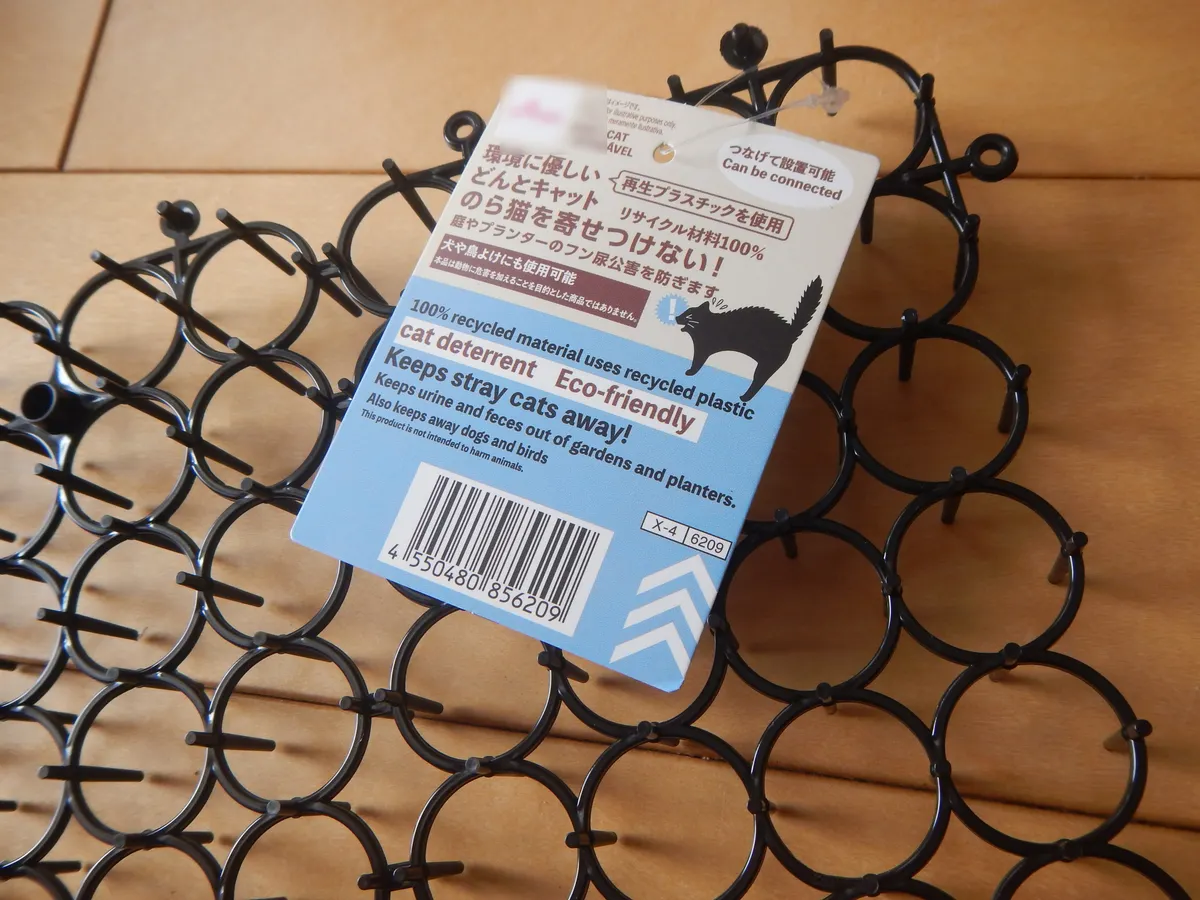 CAT
ÁVEL
つなげて設置可能
Can be connected
環境に優しい
どんとキャット
再生プラスチックを使用
リサイクル材料100%
のら猫を寄せつけない!
庭やプランターのフン尿公害を防ぎます
犬や鳥よけにも使用可能
本品は動物に危害を加えることを目的とした商品ではありません。
100% recycled material uses recycled plastic
cat deterrent Eco-friendly
Keeps stray cats away!
Keeps urine and feces out of gardens and planters.
Also keeps away dogs and birds
This product is not intended to harm animals.
X-4 6209
4 550480 856209